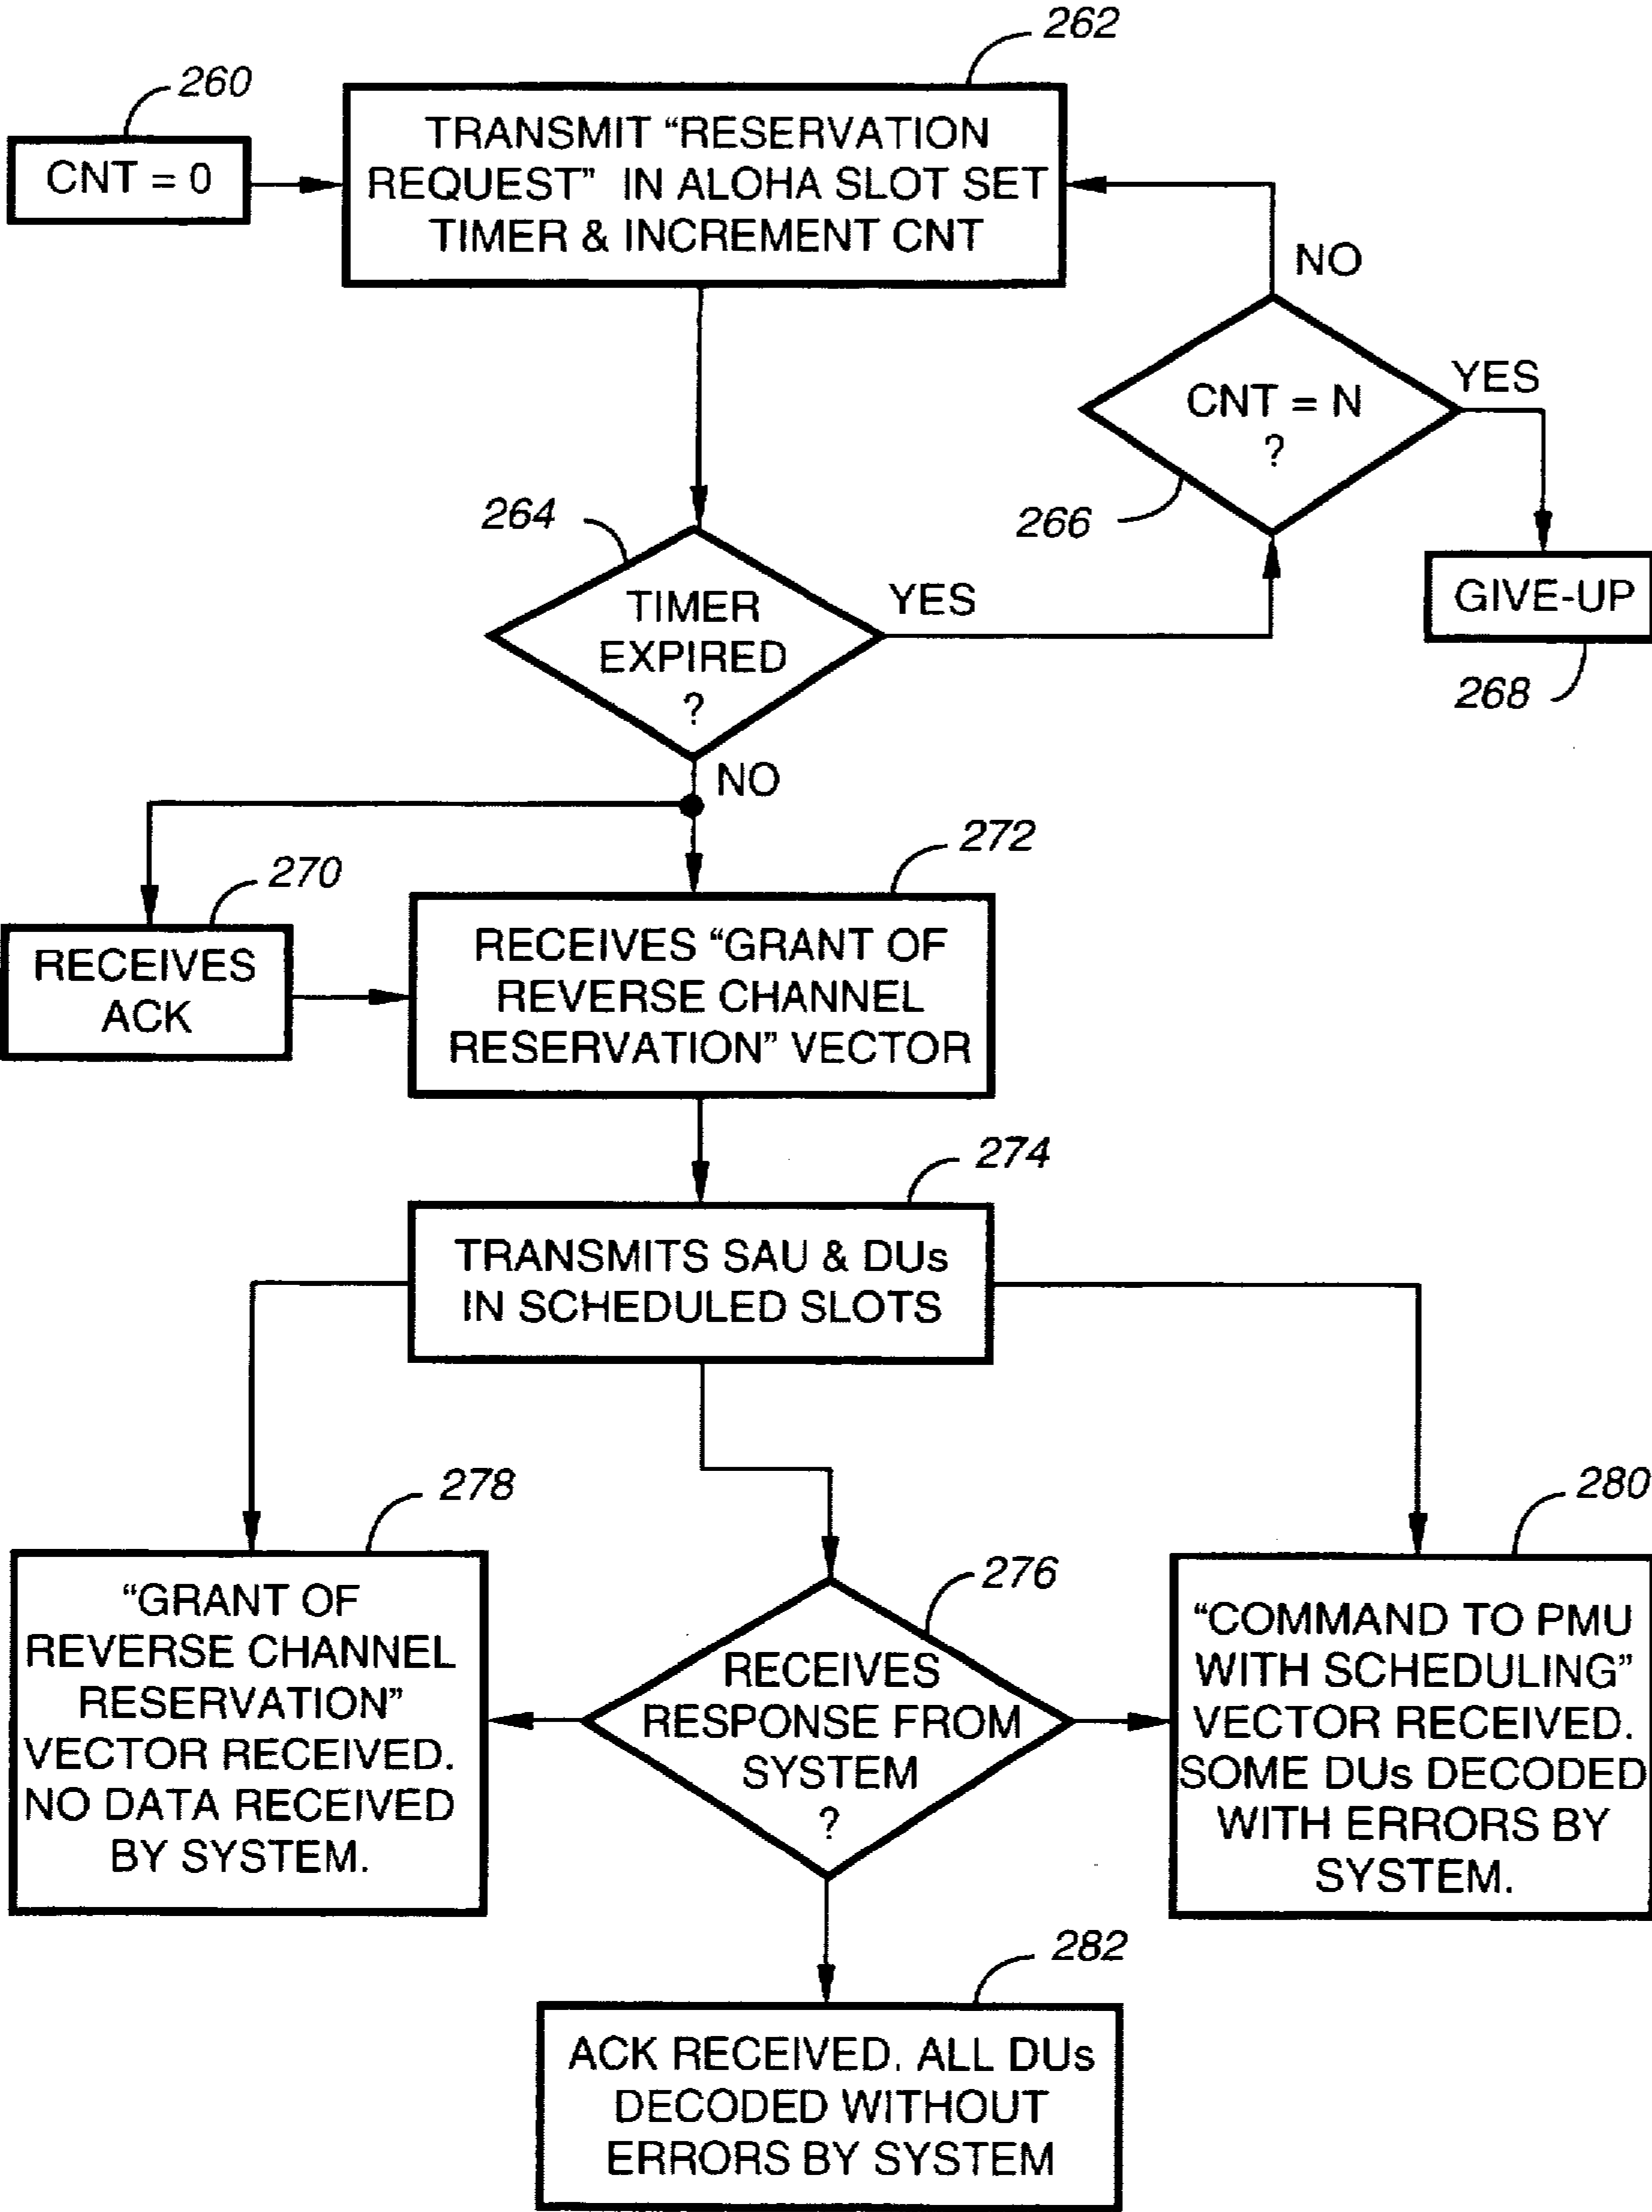 262
260
CNT = 0
TRANSMIT “RESERVATION
REQUEST” IN ALOHA SLOT SET
TIMER & INCREMENT CNT
NO
CNT = N
?
YES
266
GIVE-UP
268
264
TIMER
EXPIRED
?
YES
NO
270
RECEIVES
ACK
272
RECEIVES “GRANT OF
REVERSE CHANNEL
RESERVATION” VECTOR
274
TRANSMITS SAU & DUs
IN SCHEDULED SLOTS
278
“GRANT OF
REVERSE CHANNEL
RESERVATION”
VECTOR RECEIVED.
NO DATA RECEIVED
BY SYSTEM.
276
RECEIVES
RESPONSE FROM
SYSTEM
?
280
“COMMAND TO PMU
WITH SCHEDULING”
VECTOR RECEIVED.
SOME DUs DECODED
WITH ERRORS BY
SYSTEM.
282
ACK RECEIVED. ALL DUs
DECODED WITHOUT
ERRORS BY SYSTEM